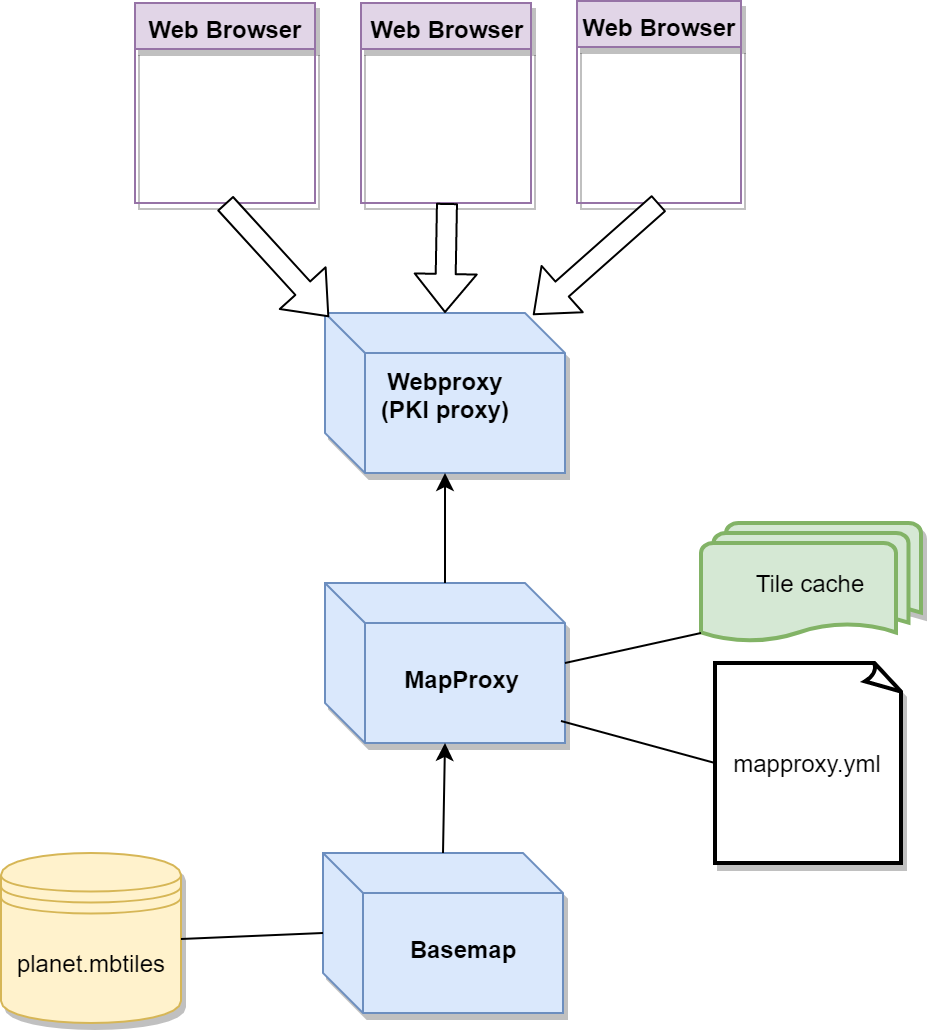 Web Browser
Web Browser
Web Browser
Webproxy
(PKI proxy)
Tile cache
MapProxy
mapproxy.yml
Basemap
planet.mbtiles